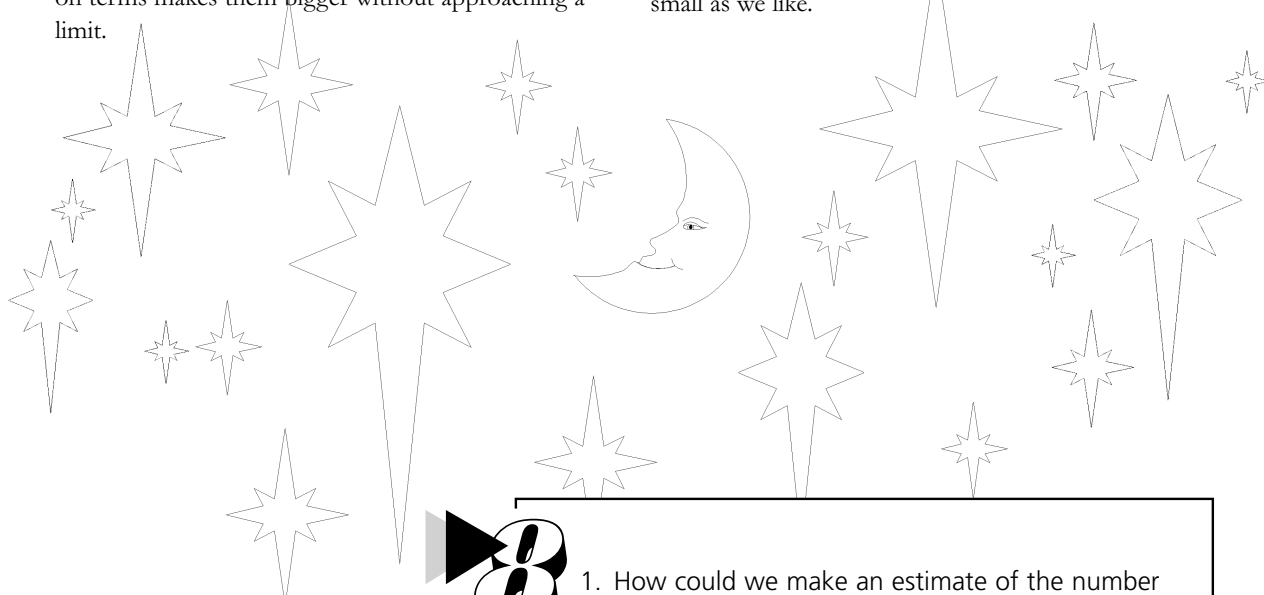 on terms makes them bigger without approaching a
limit.
small as we like.
8
1. How could we make an estimate of the number